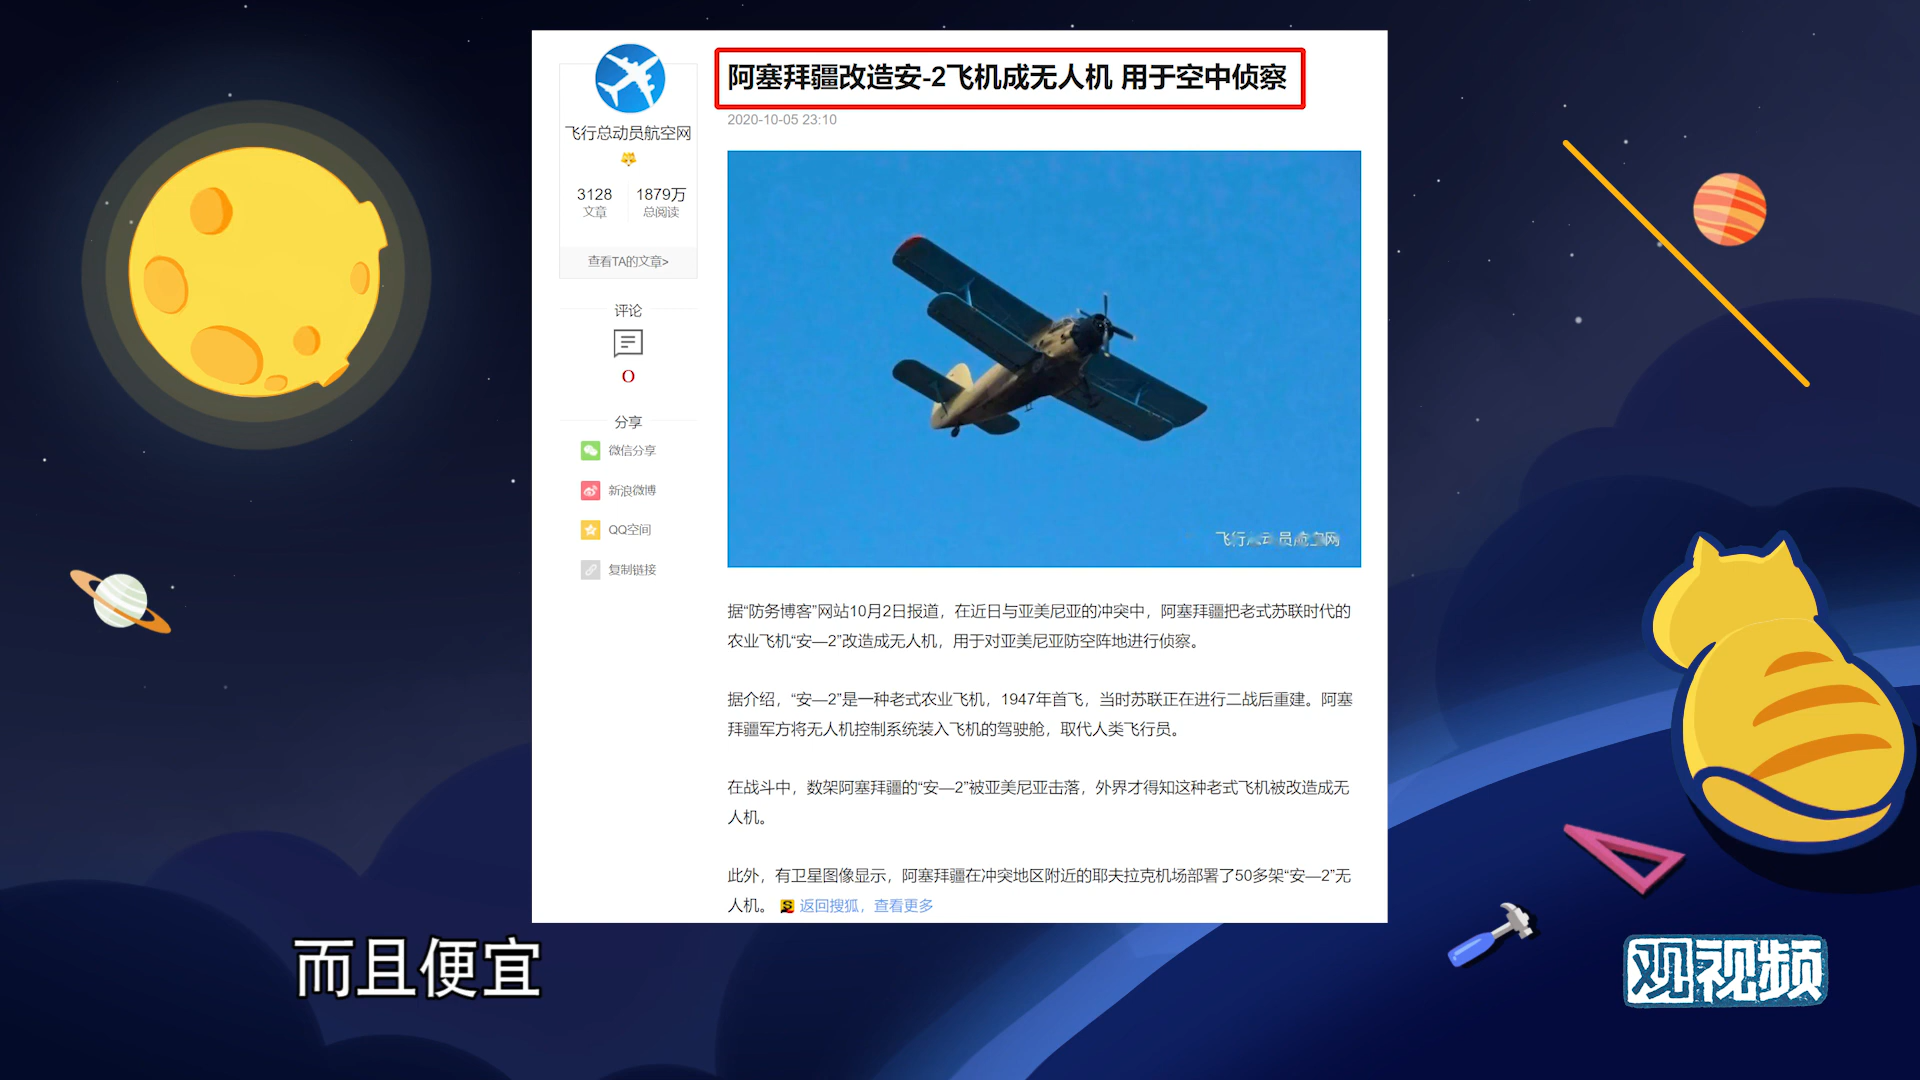 阿塞拜疆改造安-2飞机成无人机 用于空中侦察
2020-10-05 23:10
飞行总动员航空网
3128
文章
1879万
总阅读
查看TA的文章>
评论
0
分享
微信分享
新浪微博
QQ空间
复制链接
据“防务博客”网站10月2日报道，在近日与亚美尼亚的冲突中，阿塞拜疆把老式苏联时代的
农业飞机“安—2”改造成无人机，用于对亚美尼亚防空阵地进行侦察。
据介绍，“安—2”是一种老式农业飞机，1947年首飞，当时苏联正在进行二战后重建。阿塞
拜疆军方将无人机控制系统装入飞机的驾驶舱，取代人类飞行员。
在战斗中，数架阿塞拜疆的“安—2”被亚美尼亚击落，外界才得知这种老式飞机被改造成无
人机。
此外，有卫星图像显示，阿塞拜疆在冲突地区附近的耶夫拉克机场部署了50多架“安—2”无
人机。 返回搜狐，查看更多
而且便宜
观视频